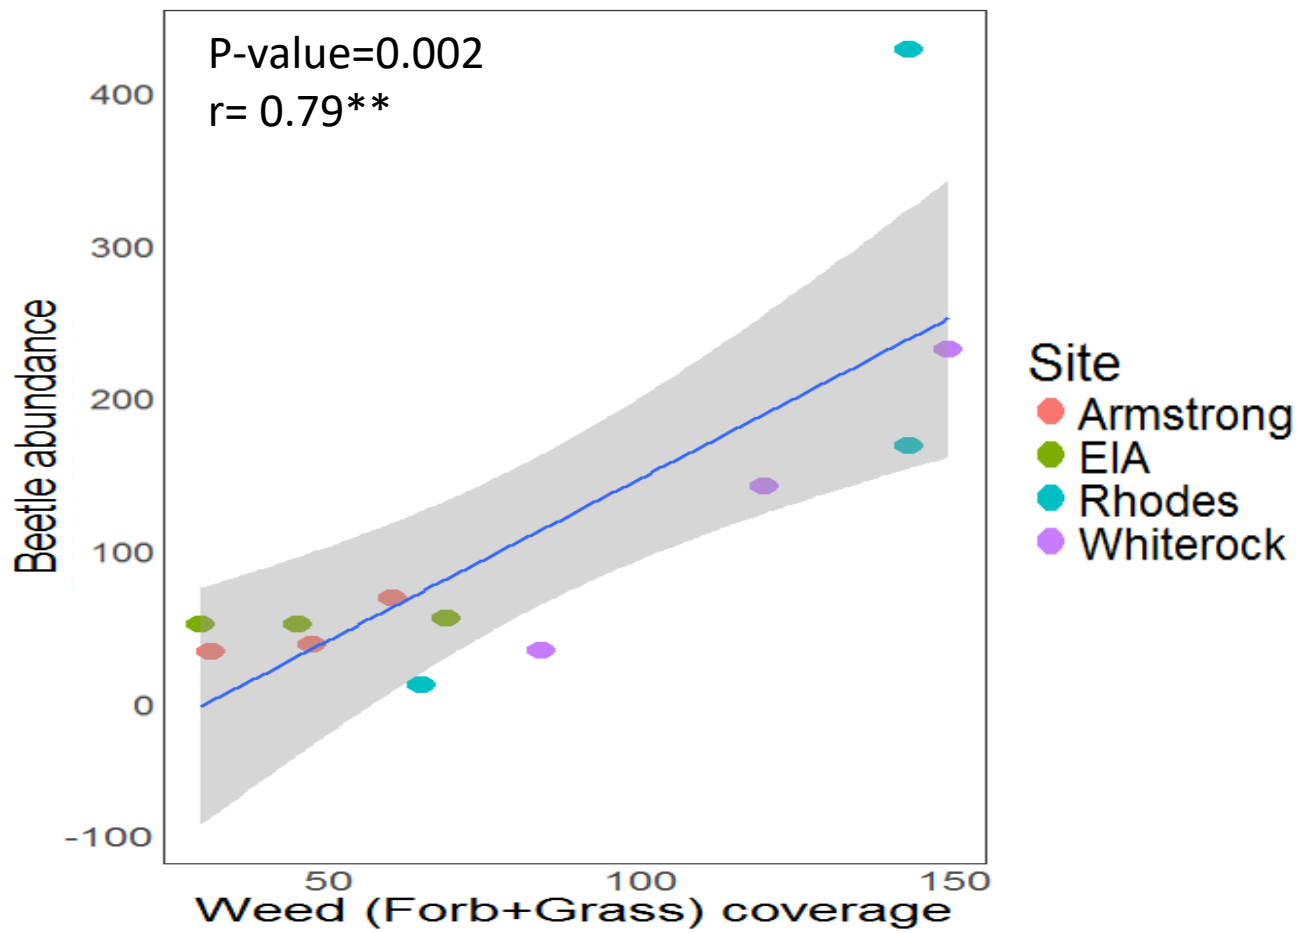 P-value=0.002
r= 0.79**
400
300
200
100
0
-100
Beetle abundance
50 100 150
Weed (Forb+Grass) coverage
Site
Armstrong
EIA
Rhodes
Whiterock